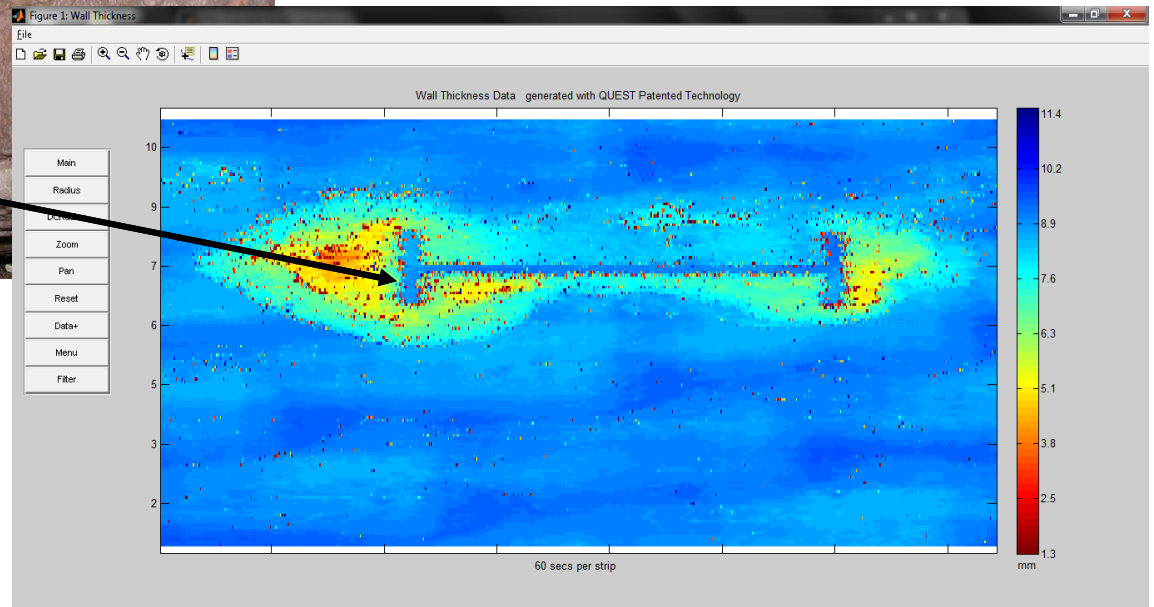 Figure 1: Wall Thickness
File
Wall Thickness Data generated with QUEST Patented Technology
Main
Radius
Zoom
Pan
Reset
Data+
Menu
Filter
10
9
7
6
5
3
2
60 secs per strip
11.4
10.2
8.9
7.6
6.3
5.1
3.8
2.5
1.3
mm